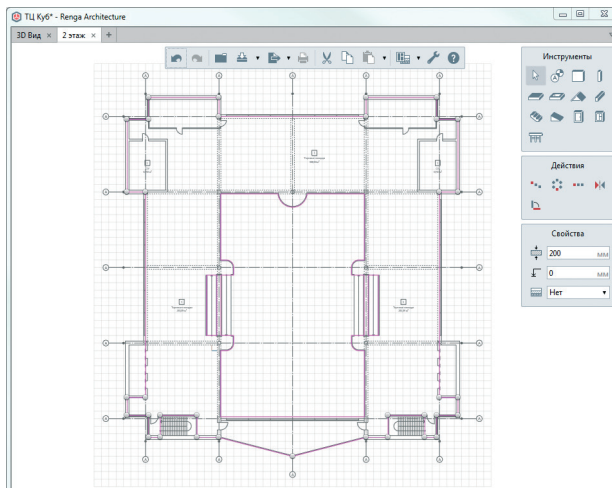 ТЦ Куб* - Renga Architecture
3D Вид × 2 этаж × +
Инструменты
Действия
Свойства
200 мм
0 мм
Нет